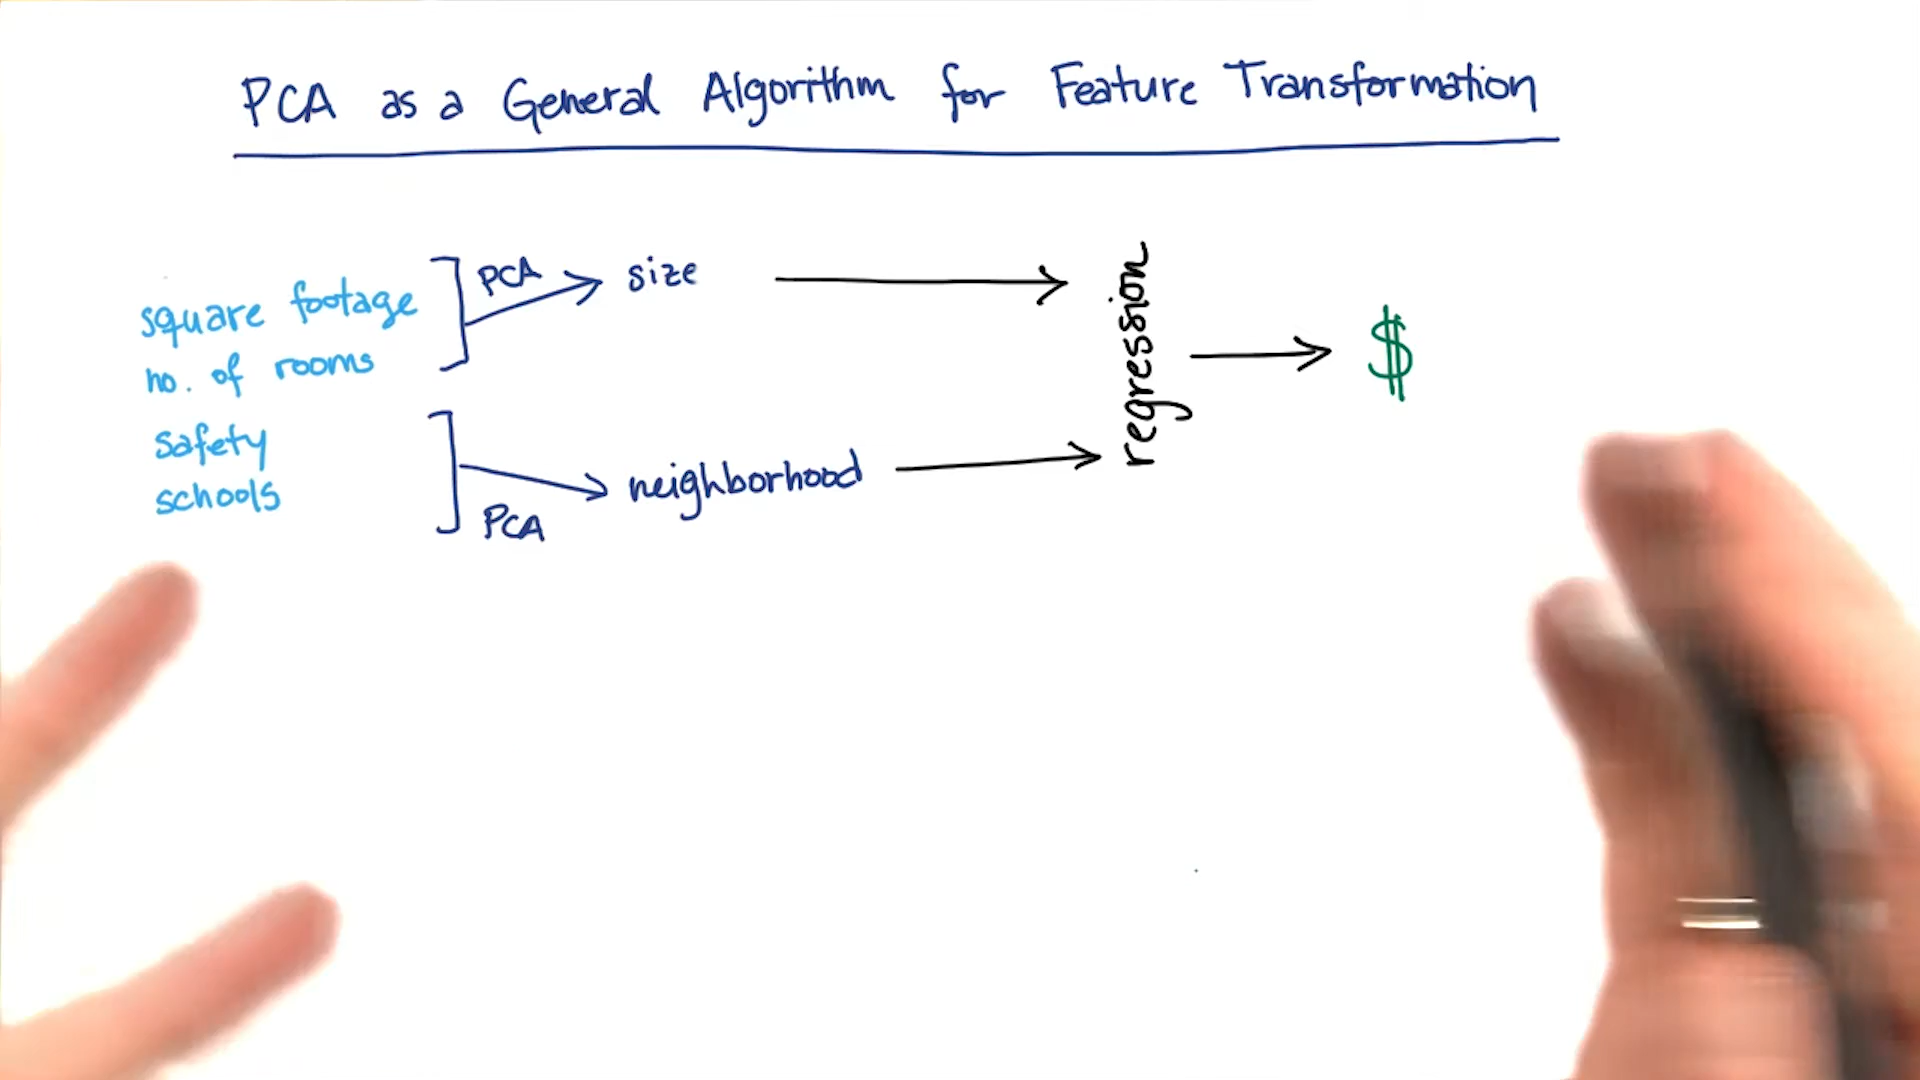 PCA as a General Algorithm for Feature Transformation
square footage
no. of rooms
PCA
size
safety
schools
PCA
neighborhood
regression
$